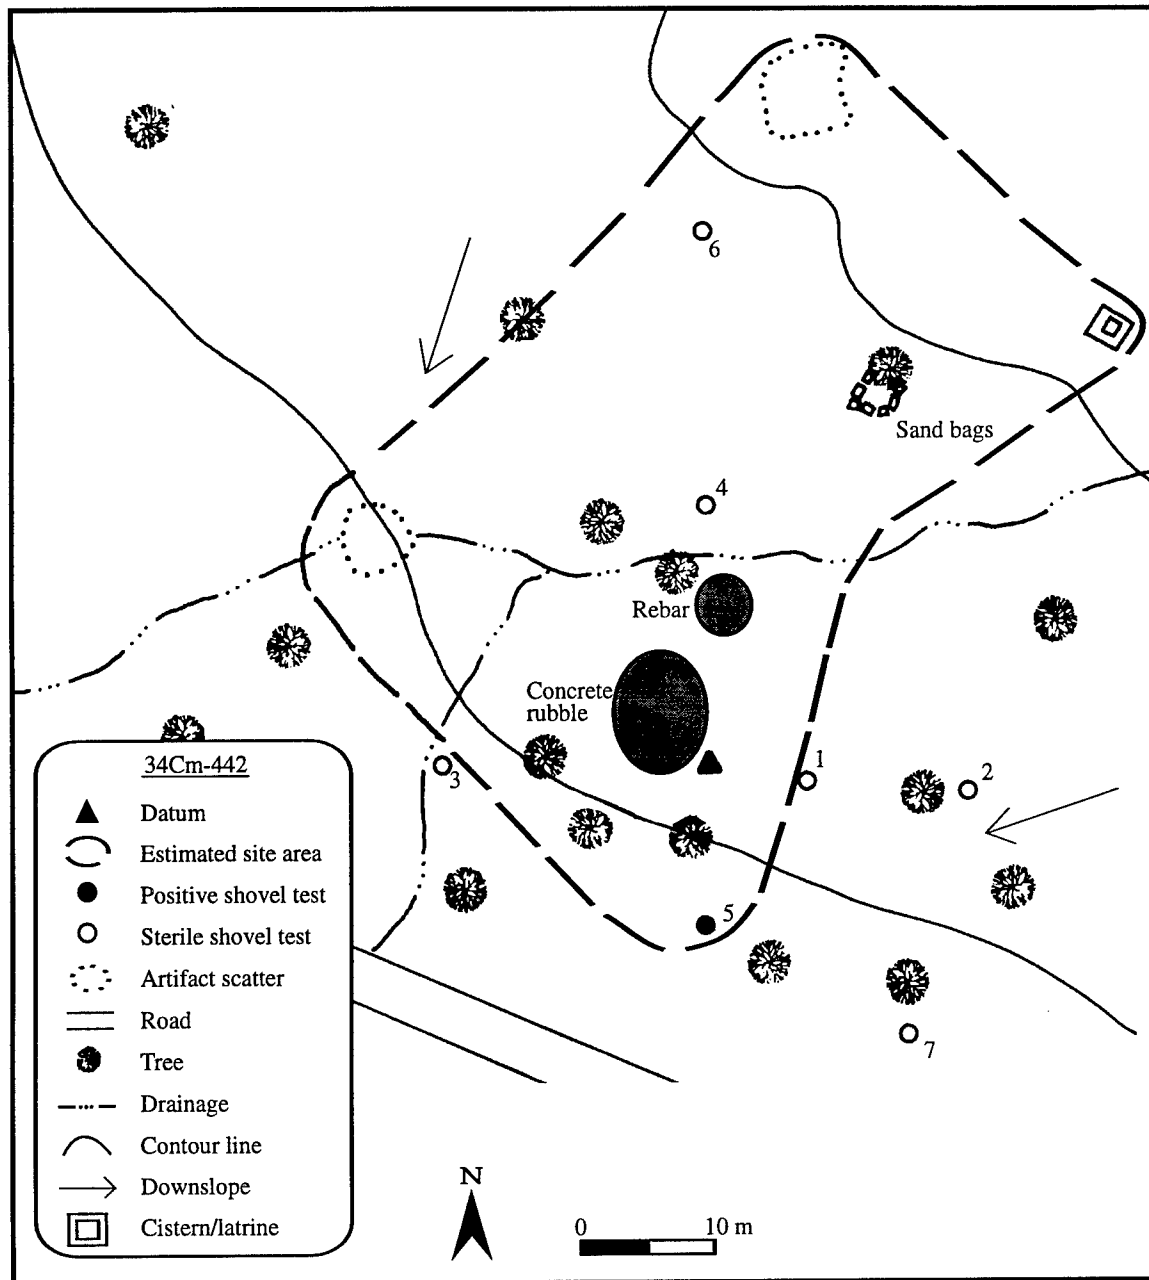 6
Sand bags
4
Rebar
Concrete
rubble
1
2
3
5
7
34Cm-442
Datum
Estimated site area
Positive shovel test
Sterile shovel test
Artifact scatter
Road
Tree
Drainage
Contour line
Downslope
Cistern/latrine
N
0 10 m